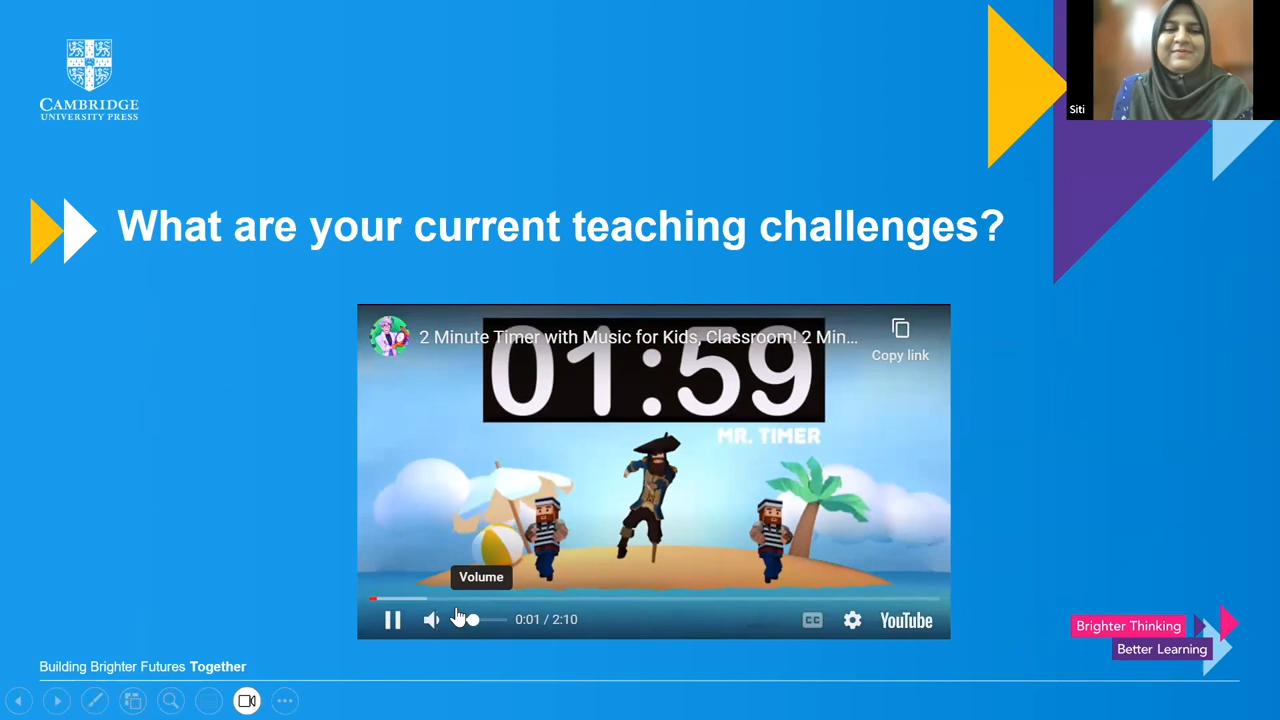 CAMBRIDGE
UNIVERSITY PRESS
Siti
What are your current teaching challenges?
2 Minute Timer with Music for Kids, Classroom! 2 Min...
Copy link
01:59
MR. TIMER
Volume
0:01 / 2:10
CC
YouTube
Brighter Thinking
Better Learning
Building Brighter Futures Together